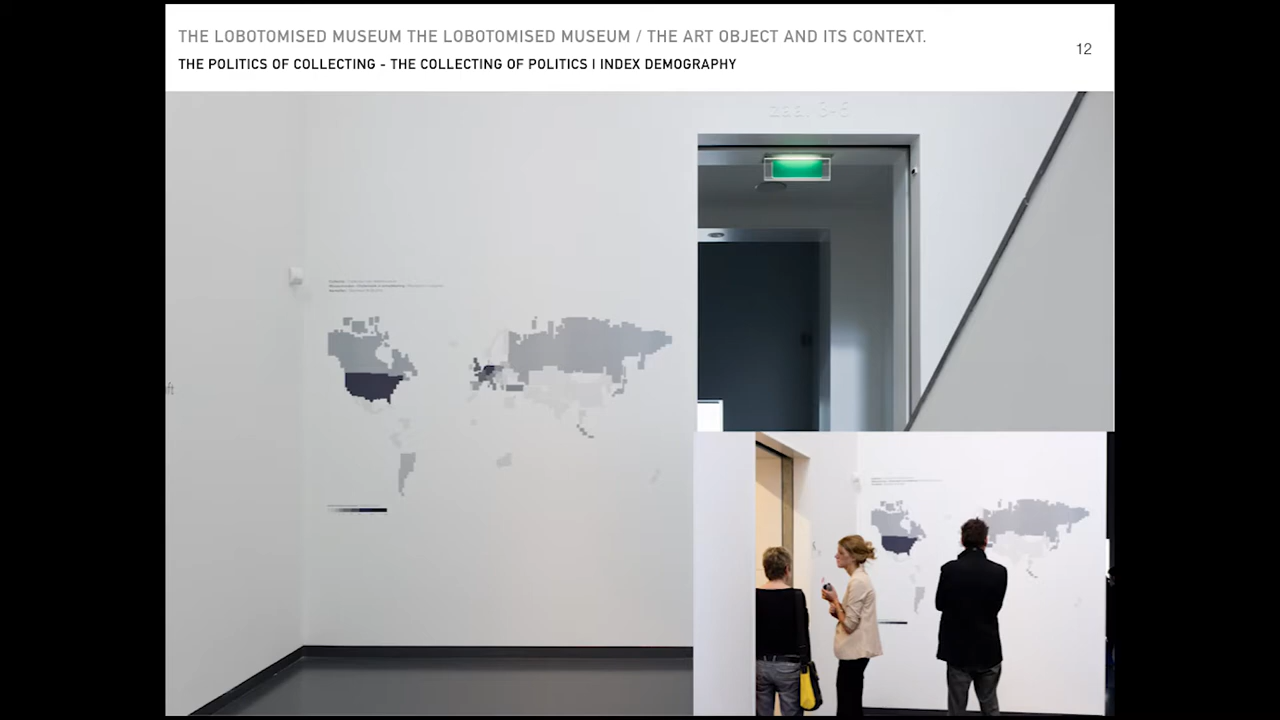 THE LOBOTOMISED MUSEUM THE LOBOTOMISED MUSEUM / THE ART OBJECT AND ITS CONTEXT.
THE POLITICS OF COLLECTING - THE COLLECTING OF POLITICS I INDEX DEMOGRAPHY
12